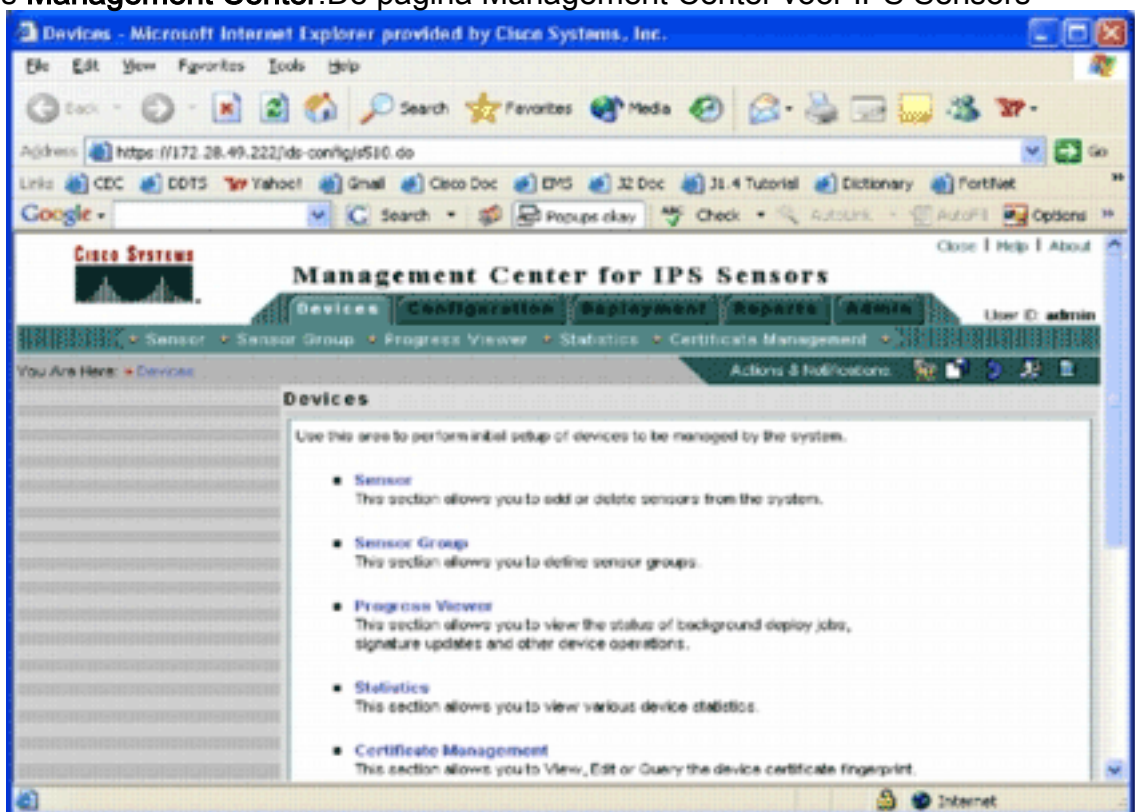 s Management Center.De pagina Management Center voor IPS Sensors
Devices - Microsoft Internet Explorer provided by Cisco Systems, Inc.
File Edit View Favorites Tools Help
Back Search Favorites Media
Address https://172.28.49.222/ids-config/s510.do Go
Links CDC DDTS Yahoo! Gmail Cisco Doc EMS 32 Doc J1.4 Tutorial Dictionary FortiNet »
Google Search Popups okay Check AutoLink AutoFill Options »
Close | Help | About
CISCO SYSTEMS
Management Center for IPS Sensors
Devices Configuration Deployment Reports Admin
User ID: admin
Sensor Sensor Group Progress Viewer Statistics Certificate Management
You Are Here: Devices
Actions & Notifications
Devices
Use this area to perform initial setup of devices to be managed by the system.
Sensor
This section allows you to add or delete sensors from the system.
Sensor Group
This section allows you to define sensor groups.
Progress Viewer
This section allows you to view the status of background deploy jobs,
signature updates and other device operations.
Statistics
This section allows you to view various device statistics.
Certificate Management
This section allows you to View, Edit or Query the device certificate fingerprint.
Internet